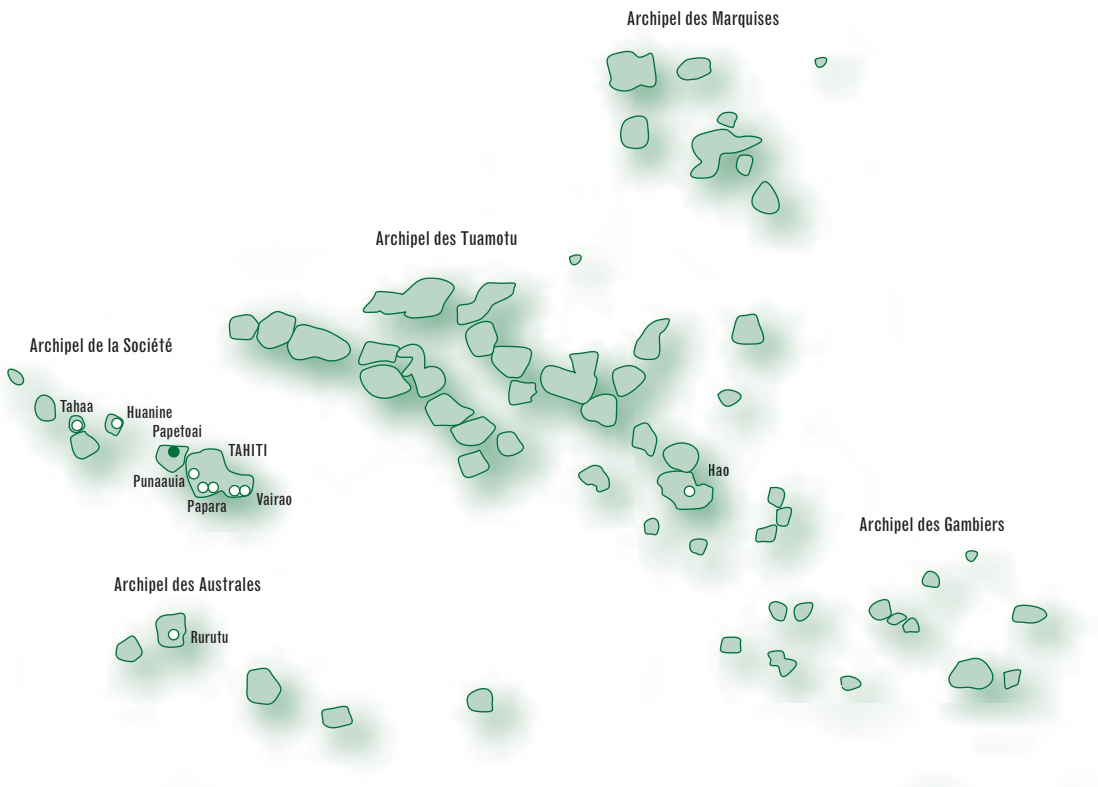 Archipel des Marquises
Archipel des Tuamotu
Archipel de la Société
Tahaa
Huanine
Papetoai
TAHITI
Punaauia
Papara
Vairao
Hao
Archipel des Gambiers
Archipel des Australes
Rurutu